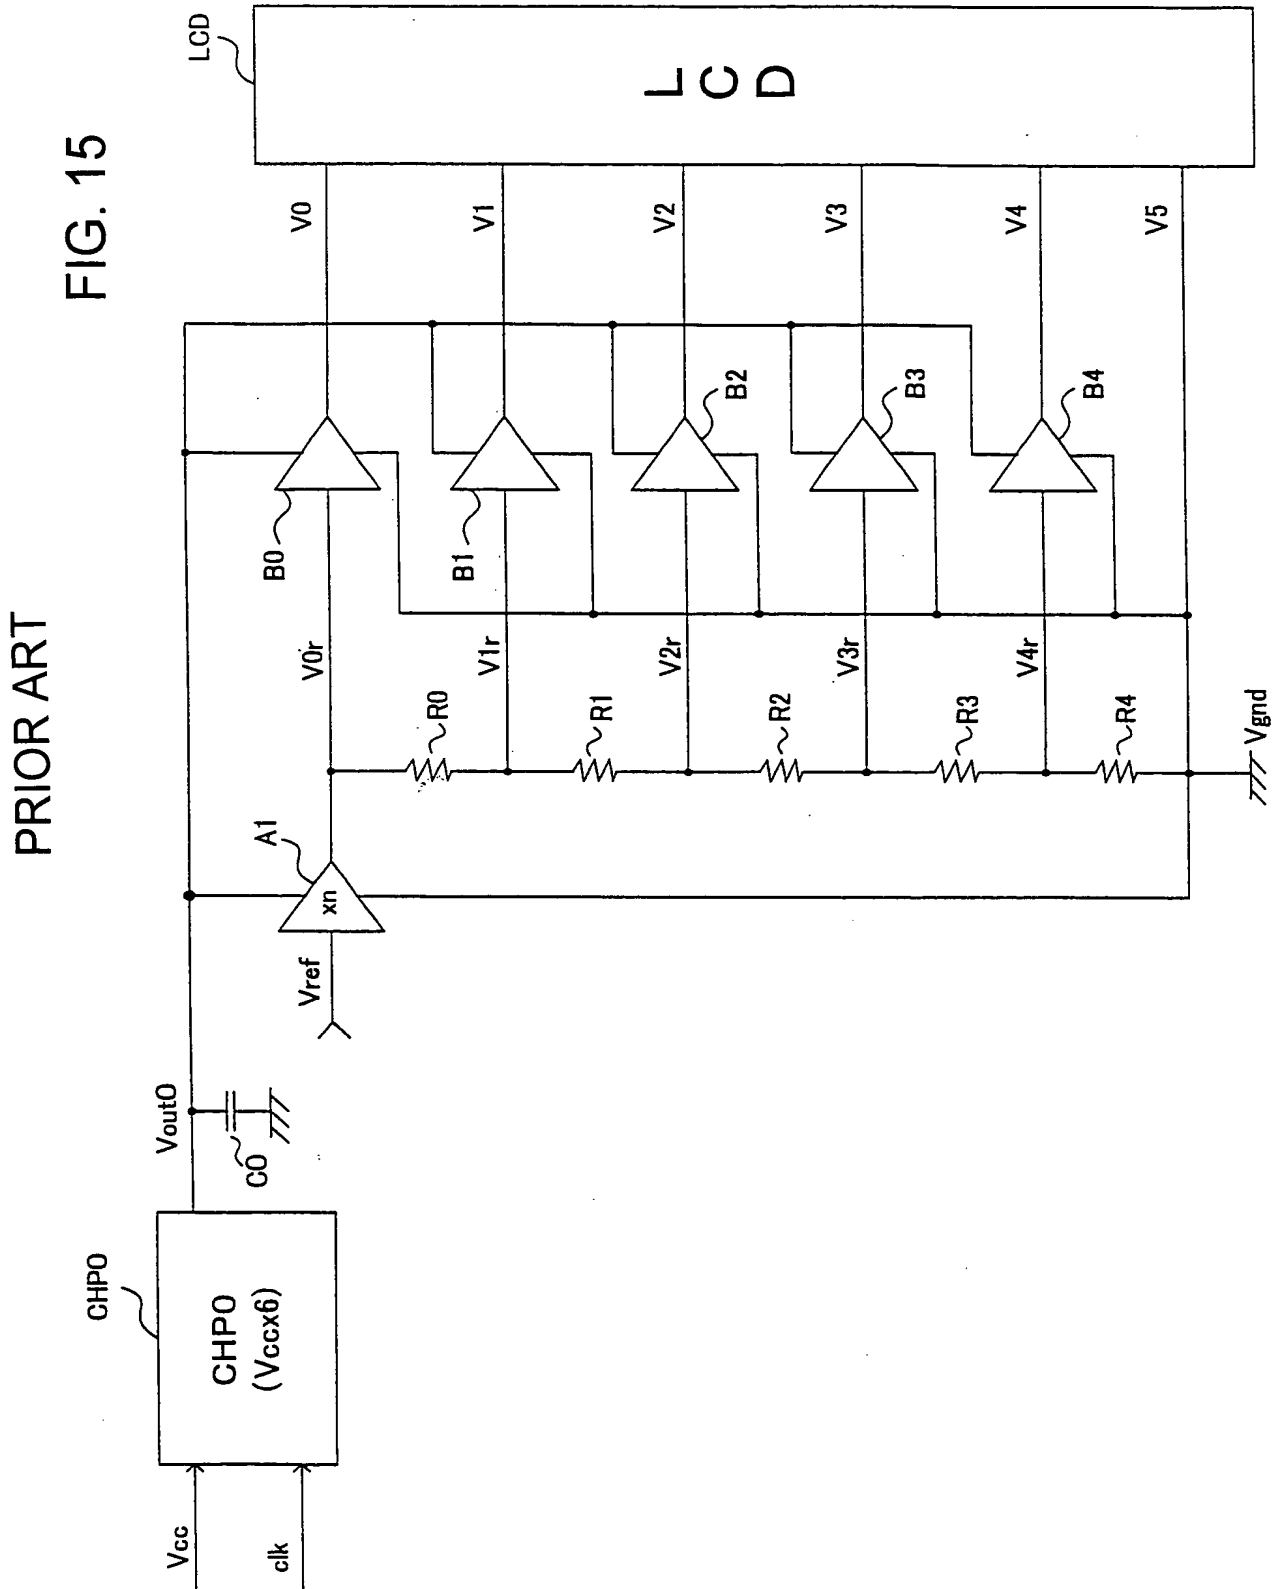 PRIOR ART
FIG. 15
Vcc
clk
CHP0
CHP0
(Vccx6)
Vout0
C0
Vref
A1
xn
V0r
V1r
V2r
V3r
V4r
R0
R1
R2
R3
R4
Vgnd
B0
B1
B2
B3
B4
V0
V1
V2
V3
V4
V5
LCD
LCD